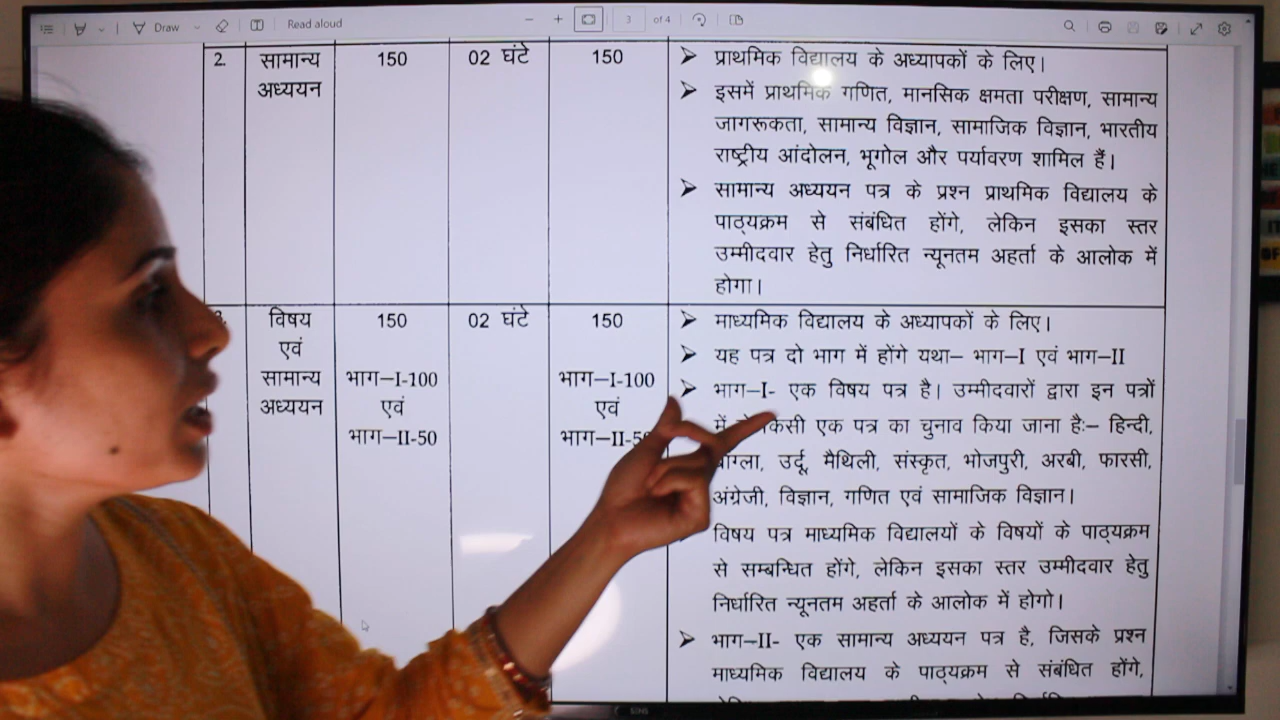 Draw
Read aloud
3
of 4
2.
सामान्य
अध्ययन
150
02 घंटे
150
प्राथमिक विद्यालय के अध्यापकों के लिए।
इसमें प्राथमिक गणित, मानसिक क्षमता परीक्षण, सामान्य
जागरूकता, सामान्य विज्ञान, सामाजिक विज्ञान, भारतीय
राष्ट्रीय आंदोलन, भूगोल और पर्यावरण शामिल हैं।
सामान्य अध्ययन पत्र के प्रश्न प्राथमिक विद्यालय के
पाठ्यक्रम से संबंधित होंगे, लेकिन इसका स्तर
उम्मीदवार हेतु निर्धारित न्यूनतम अहर्ता के आलोक में
होगा।
विषय
एवं
सामान्य
अध्ययन
150
भाग–I-100
एवं
भाग–II-50
02 घंटे
150
भाग–I-100
एवं
भाग–II-50
माध्यमिक विद्यालय के अध्यापकों के लिए।
यह पत्र दो भाग में होंगे यथा– भाग–I एवं भाग–II
भाग–I- एक विषय पत्र है। उम्मीदवारों द्वारा इन पत्रों
में किसी एक पत्र का चुनाव किया जाना है:– हिन्दी,
बांग्ला, उर्दू, मैथिली, संस्कृत, भोजपुरी, अरबी, फारसी,
अंग्रेजी, विज्ञान, गणित एवं सामाजिक विज्ञान।
विषय पत्र माध्यमिक विद्यालयों के विषयों के पाठ्यक्रम
से सम्बन्धित होंगे, लेकिन इसका स्तर उम्मीदवार हेतु
निर्धारित न्यूनतम अहर्ता के आलोक में होगो।
भाग–II- एक सामान्य अध्ययन पत्र है, जिसके प्रश्न
माध्यमिक विद्यालय के पाठ्यक्रम से संबंधित होंगे,